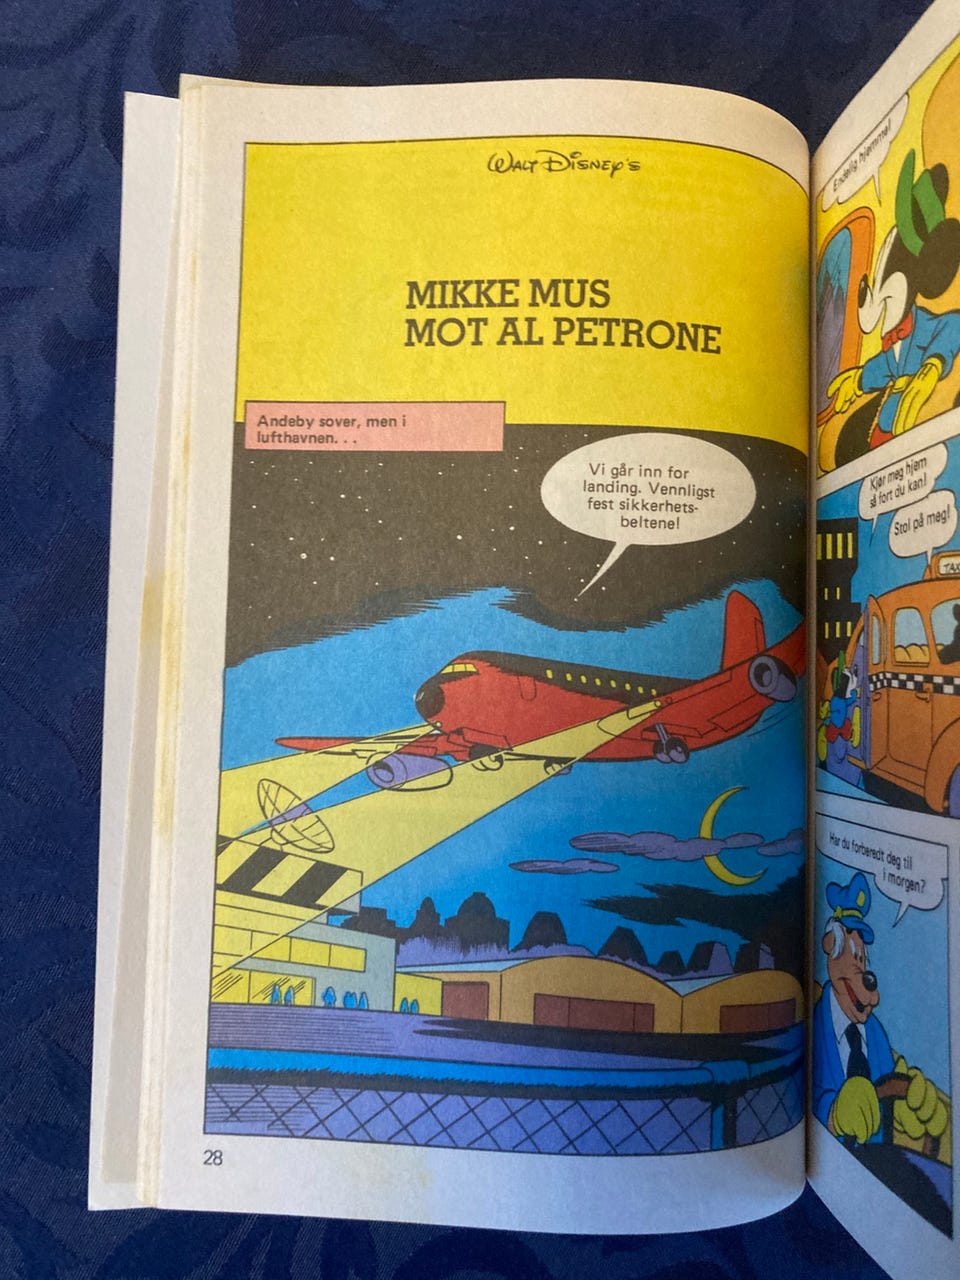 WALT DISNEY'S
MIKKE MUS
MOT AL PETRONE
Andeby sover, men i
lufthavnen. . .
Vi går inn for
landing. Vennligst
fest sikkerhets-
beltene!
28
Endelig hjemme!
Kjør meg hjem
så fort du kan!
Stol på meg!
TAX
Har du forberedt deg til
i morgen?